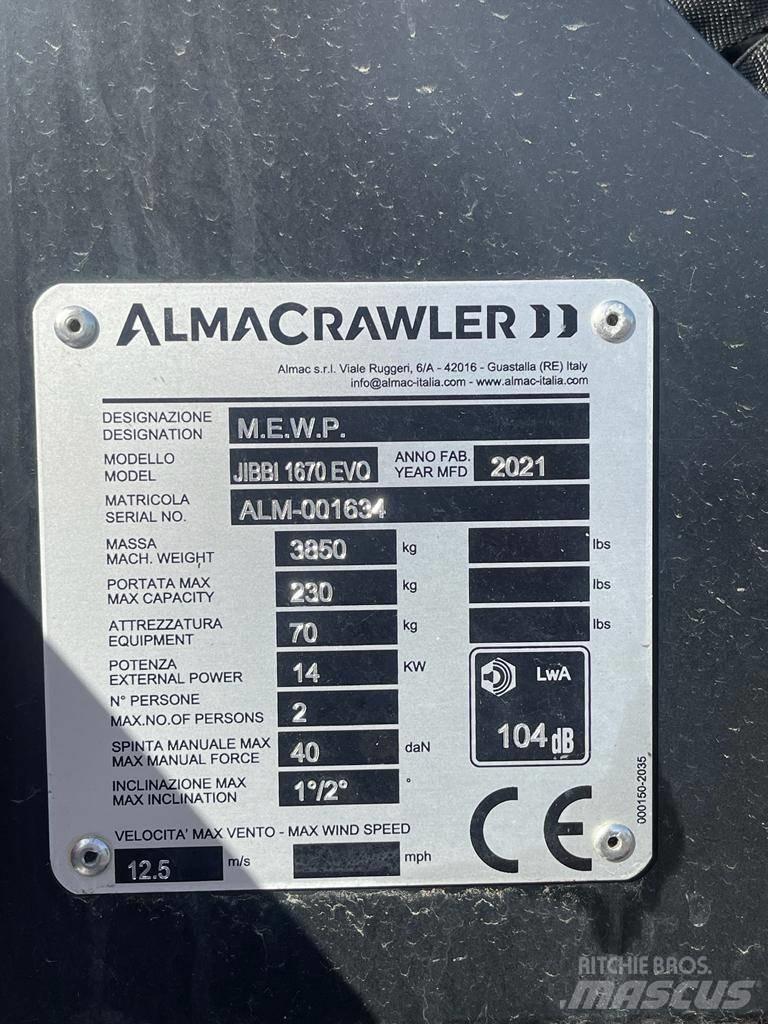 ALMACRAWLER
Almac s.r.l. Viale Ruggeri, 6/A - 42016 - Guastalla (RE) Italy
info@almac-italia.com - www.almac-italia.com
DESIGNAZIONE
DESIGNATION
M.E.W.P.
MODELLO
MODEL
JIBBI 1670 EVO
ANNO FAB.
YEAR MFD
2021
MATRICOLA
SERIAL NO.
ALM-001634
MASSA
MACH. WEIGHT
3850 kg
lbs
PORTATA MAX
MAX CAPACITY
230 kg
lbs
ATTREZZATURA
EQUIPMENT
70 kg
lbs
POTENZA
EXTERNAL POWER
14 KW
N° PERSONE
MAX.NO.OF PERSONS
2
SPINTA MANUALE MAX
MAX MANUAL FORCE
40 daN
INCLINAZIONE MAX
MAX INCLINATION
1°/2° °
LwA
104 dB
CE
VELOCITA' MAX VENTO - MAX WIND SPEED
12.5 m/s
mph
000150-2035
RITCHIE BROS.
MASCUS